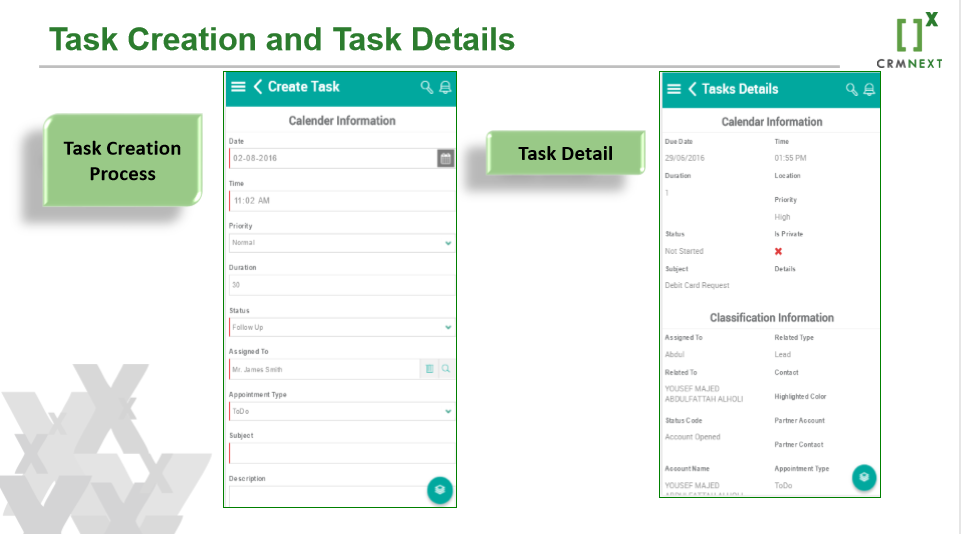 Task Creation and Task Details
[ ]X
CRMNEXT
Task Creation
Process
Create Task
Calender Information
Date
02-08-2016
Time
11:02 AM
Priority
Normal
Duration
30
Status
Follow Up
Assigned To
Mr. James Smith
Appointment Type
ToDo
Subject
Description
Task Detail
Tasks Details
Calendar Information
Due Date Time
29/06/2016 01:55 PM
Duration Location
1
Priority
High
Status Is Private
Not Started
Subject Details
Debit Card Request
Classification Information
Assigned To Related Type
Abdul Lead
Related To Contact
YOUSEF MAJED
ABDULFATTAH ALHOLI
Highlighted Color
Status Code Partner Account
Account Opened
Partner Contact
Account Name Appointment Type
YOUSEF MAJED ToDo
ABDULFATTAH ALHOLI